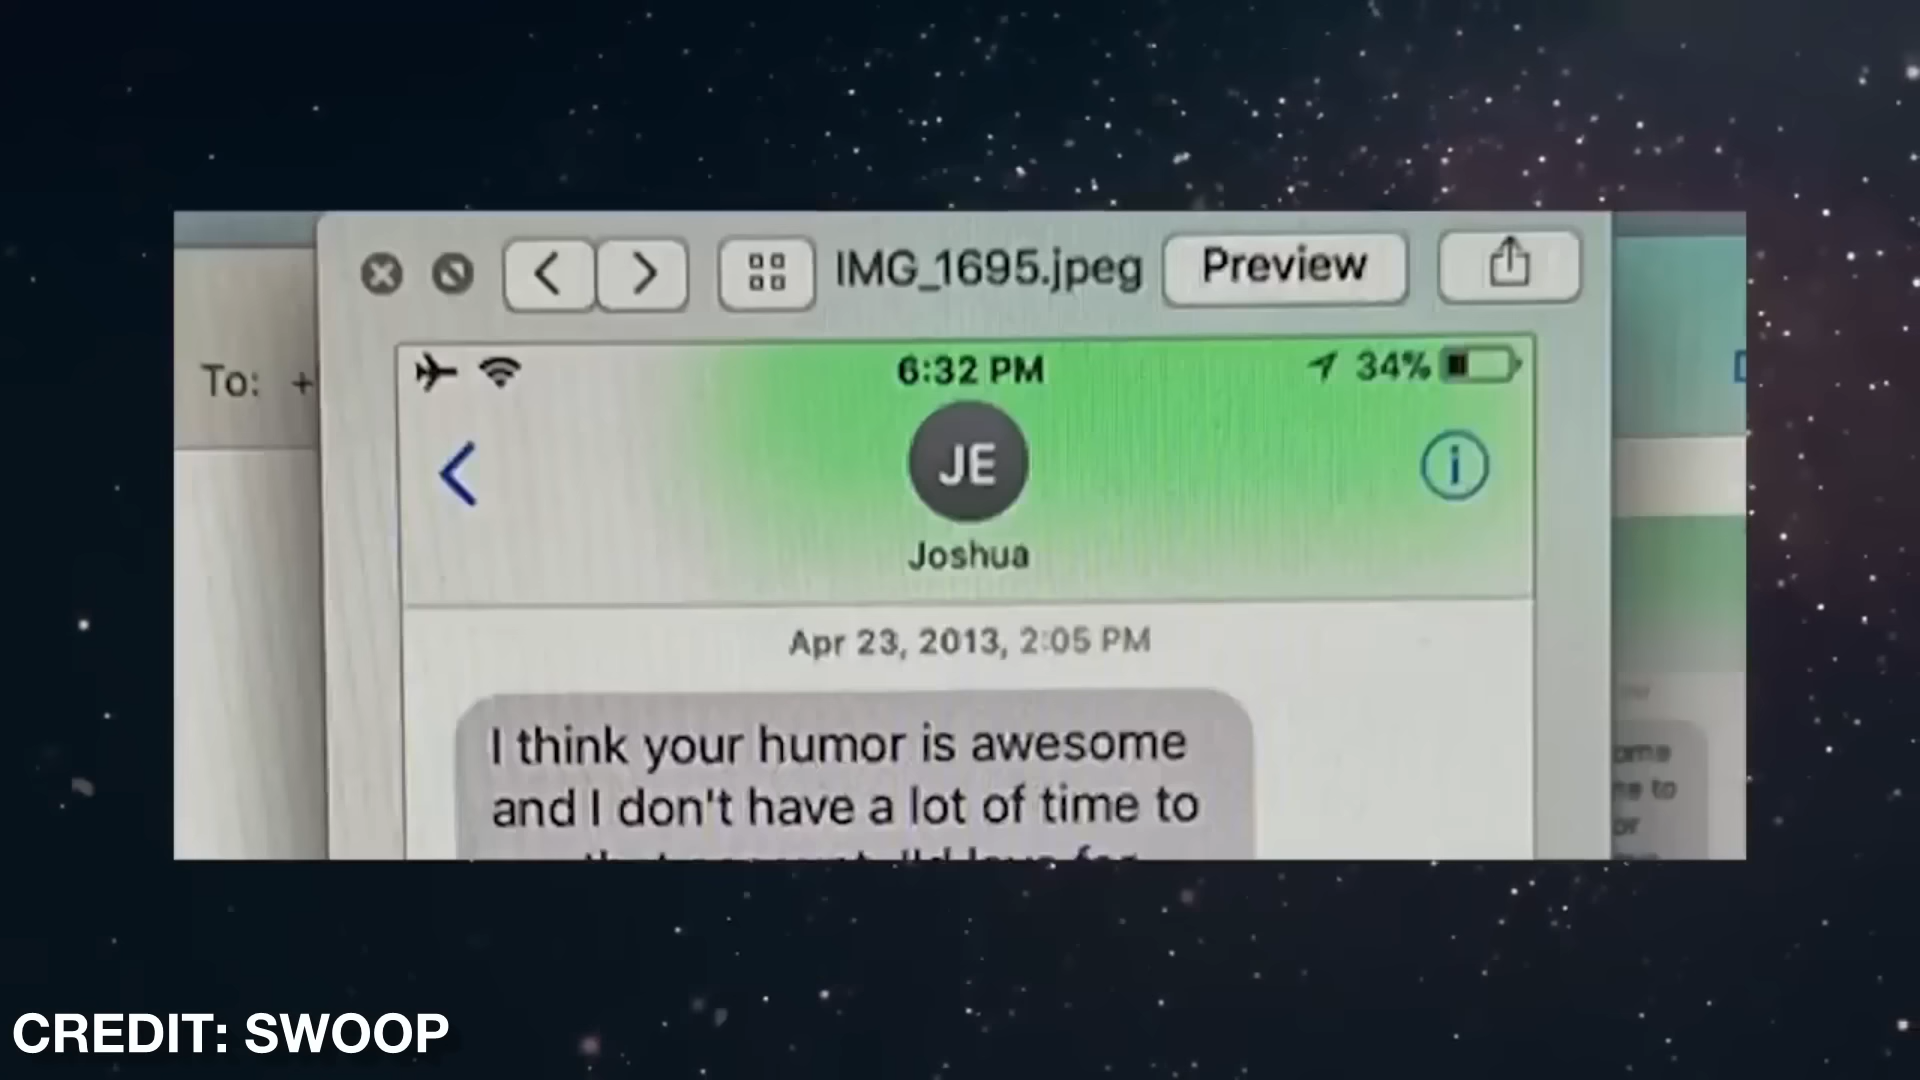 IMG_1695.jpeg Preview
To: +
6:32 PM 34%
JE
Joshua
Apr 23, 2013, 2:05 PM
I think your humor is awesome
and I don't have a lot of time to
CREDIT: SWOOP